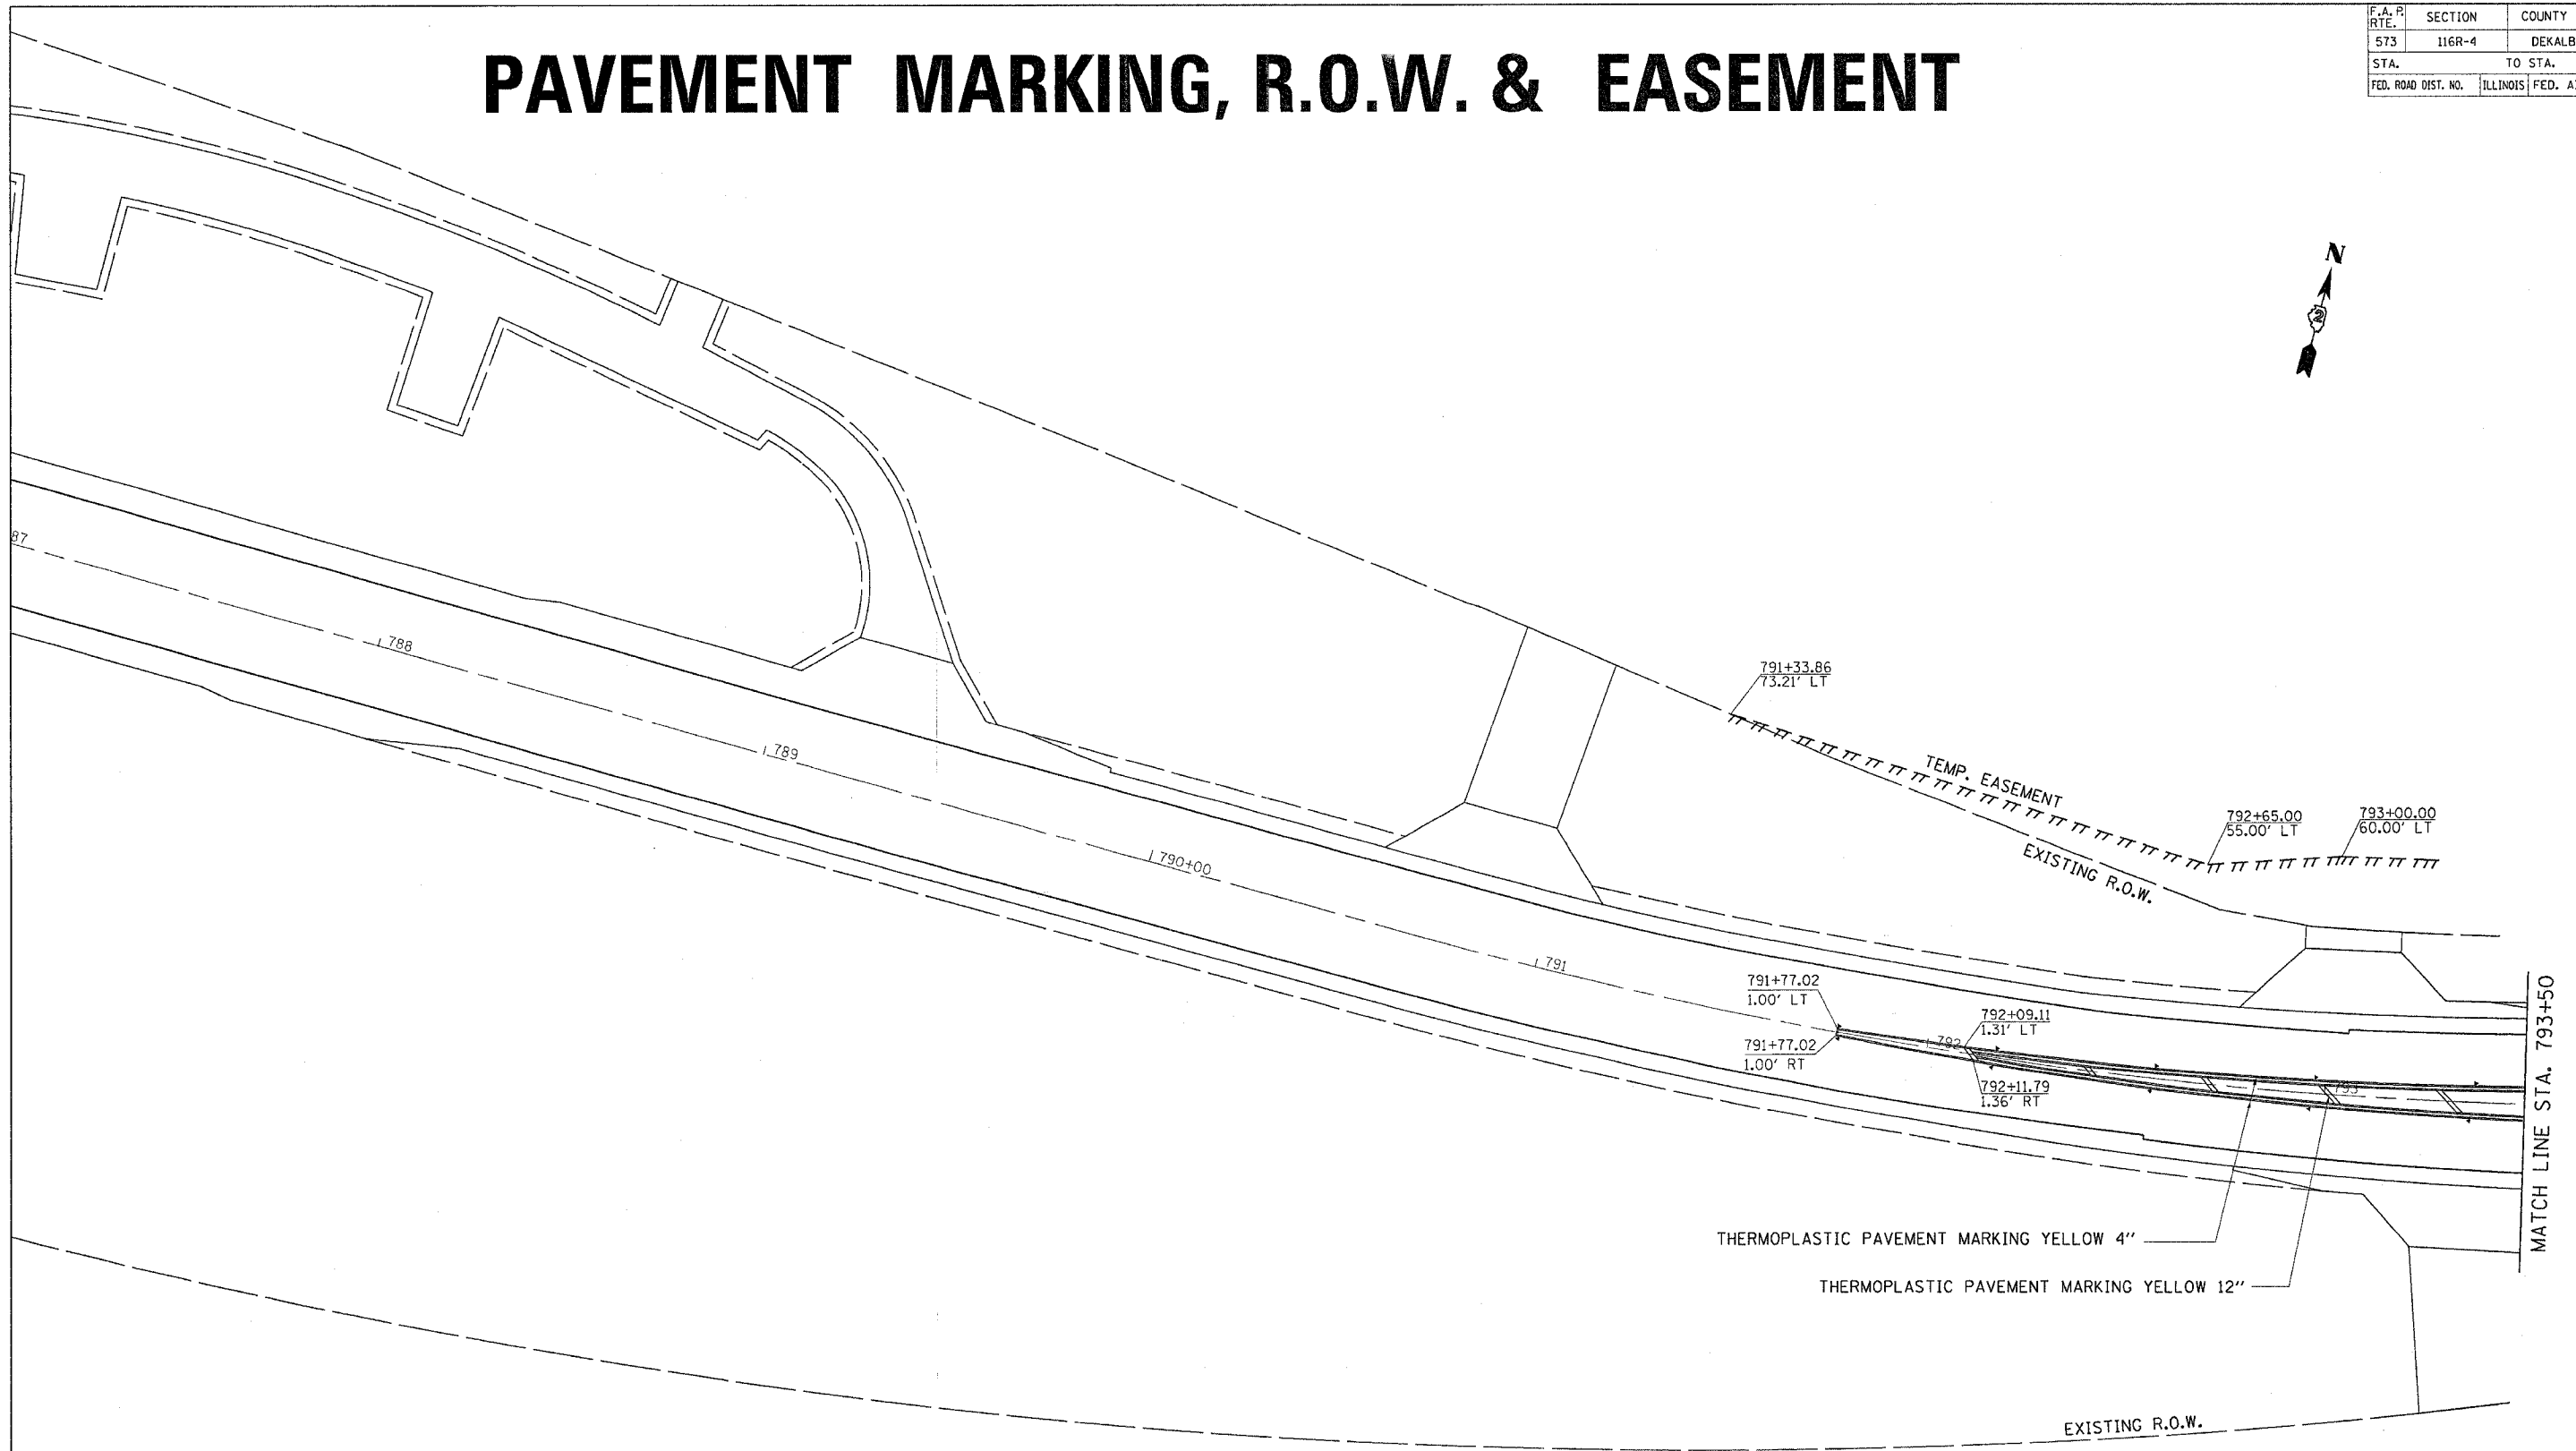 PAVEMENT MARKING, R.O.W. & EASEMENT
F.A.P. RTE. SECTION COUNTY
573 116R-4 DEKALB
STA. TO STA.
FED. ROAD DIST. NO. ILLINOIS FED.
N
2
87
788
789
790+00
791
792
793
791+33.86
73.21' LT
TEMP. EASEMENT
EXISTING R.O.W.
792+65.00
55.00' LT
793+00.00
60.00' LT
791+77.02
1.00' LT
791+77.02
1.00' RT
792+09.11
1.31' LT
792+11.79
1.36' RT
MATCH LINE STA. 793+50
THERMOPLASTIC PAVEMENT MARKING YELLOW 4"
THERMOPLASTIC PAVEMENT MARKING YELLOW 12"
EXISTING R.O.W.